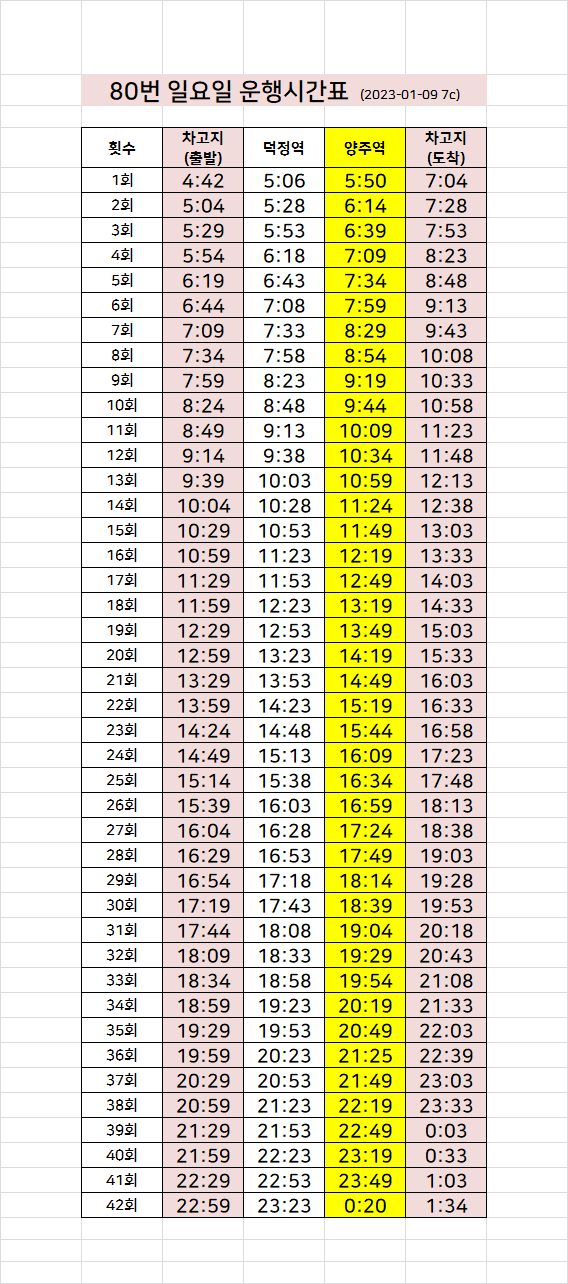 80번 일요일 운행시간표 (2023-01-09 7c)
횟수 차고지 (출발) 덕정역 양주역 차고지 (도착)
1회 4:42 5:06 5:50 7:04
2회 5:04 5:28 6:14 7:28
3회 5:29 5:53 6:39 7:53
4회 5:54 6:18 7:09 8:23
5회 6:19 6:43 7:34 8:48
6회 6:44 7:08 7:59 9:13
7회 7:09 7:33 8:29 9:43
8회 7:34 7:58 8:54 10:08
9회 7:59 8:23 9:19 10:33
10회 8:24 8:48 9:44 10:58
11회 8:49 9:13 10:09 11:23
12회 9:14 9:38 10:34 11:48
13회 9:39 10:03 10:59 12:13
14회 10:04 10:28 11:24 12:38
15회 10:29 10:53 11:49 13:03
16회 10:59 11:23 12:19 13:33
17회 11:29 11:53 12:49 14:03
18회 11:59 12:23 13:19 14:33
19회 12:29 12:53 13:49 15:03
20회 12:59 13:23 14:19 15:33
21회 13:29 13:53 14:49 16:03
22회 13:59 14:23 15:19 16:33
23회 14:24 14:48 15:44 16:58
24회 14:49 15:13 16:09 17:23
25회 15:14 15:38 16:34 17:48
26회 15:39 16:03 16:59 18:13
27회 16:04 16:28 17:24 18:38
28회 16:29 16:53 17:49 19:03
29회 16:54 17:18 18:14 19:28
30회 17:19 17:43 18:39 19:53
31회 17:44 18:08 19:04 20:18
32회 18:09 18:33 19:29 20:43
33회 18:34 18:58 19:54 21:08
34회 18:59 19:23 20:19 21:33
35회 19:29 19:53 20:49 22:03
36회 19:59 20:23 21:25 22:39
37회 20:29 20:53 21:49 23:03
38회 20:59 21:23 22:19 23:33
39회 21:29 21:53 22:49 0:03
40회 21:59 22:23 23:19 0:33
41회 22:29 22:53 23:49 1:03
42회 22:59 23:23 0:20 1:34